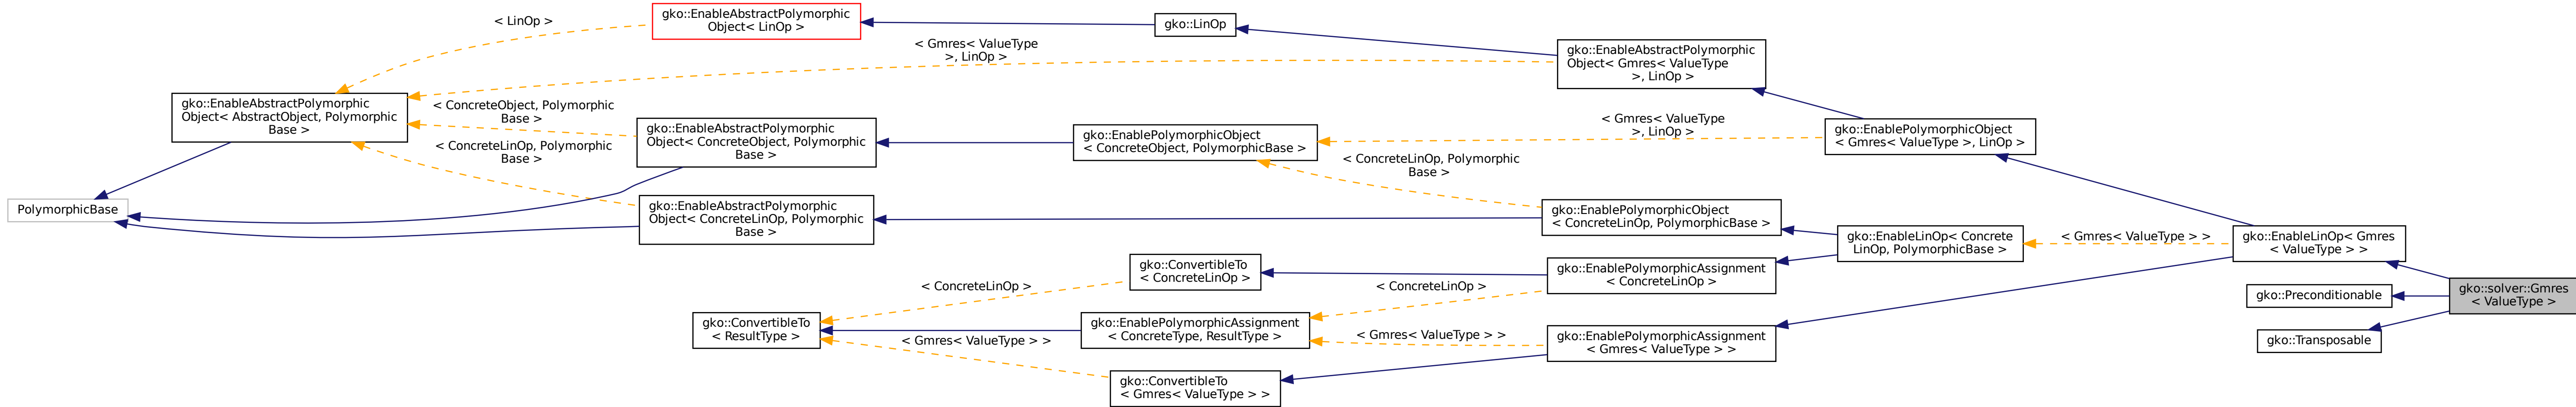 gko::EnableAbstractPolymorphic
Object< LinOp >
< LinOp >
gko::LinOp
< Gmres< ValueType
>, LinOp >
gko::EnableAbstractPolymorphic
Object< Gmres< ValueType
>, LinOp >
gko::EnableAbstractPolymorphic
Object< AbstractObject, Polymorphic
Base >
< ConcreteObject, Polymorphic
Base >
gko::EnableAbstractPolymorphic
Object< ConcreteObject, Polymorphic
Base >
gko::EnablePolymorphicObject
< ConcreteObject, PolymorphicBase >
< Gmres< ValueType
>, LinOp >
gko::EnablePolymorphicObject
< Gmres< ValueType >, LinOp >
< ConcreteLinOp, Polymorphic
Base >
< ConcreteLinOp, Polymorphic
Base >
PolymorphicBase
gko::EnableAbstractPolymorphic
Object< ConcreteLinOp, Polymorphic
Base >
gko::EnablePolymorphicObject
< ConcreteLinOp, PolymorphicBase >
gko::EnableLinOp< Concrete
LinOp, PolymorphicBase >
< Gmres< ValueType > >
gko::EnableLinOp< Gmres
< ValueType > >
gko::ConvertibleTo
< ConcreteLinOp >
gko::EnablePolymorphicAssignment
< ConcreteLinOp >
< ConcreteLinOp >
< ConcreteLinOp >
gko::Preconditionable
gko::solver::Gmres
< ValueType >
gko::ConvertibleTo
< ResultType >
gko::EnablePolymorphicAssignment
< ConcreteType, ResultType >
< Gmres< ValueType > >
< Gmres< ValueType > >
gko::EnablePolymorphicAssignment
< Gmres< ValueType > >
gko::Transposable
gko::ConvertibleTo
< Gmres< ValueType > >